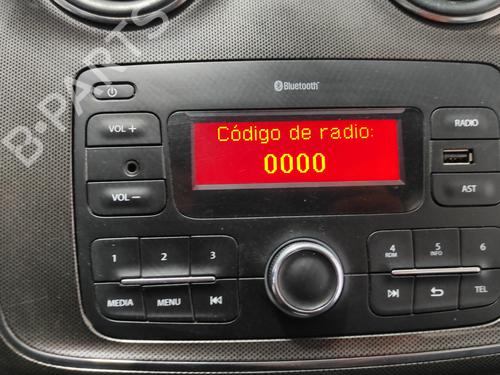 Bluetooth
VOL +
VOL −
Código de radio:
0000
RADIO
AST
1
2
3
4
RDM
5
INFO
6
MEDIA
MENU
TEL
B-PARTS